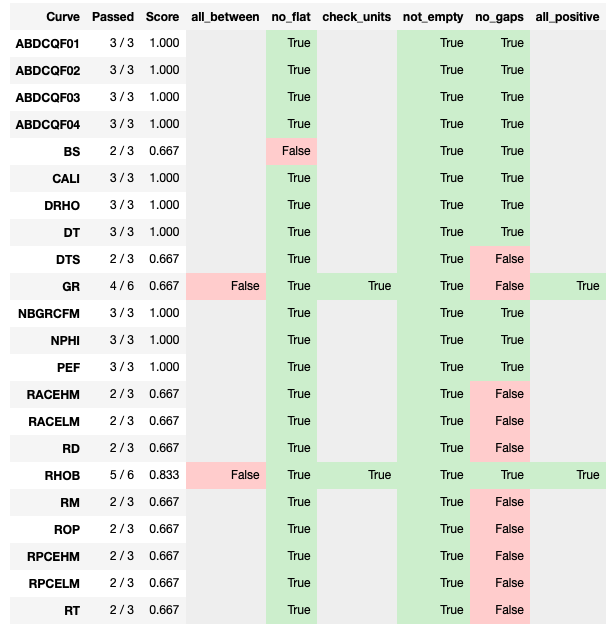 Curve Passed Score all_between no_flat check_units not_empty no_gaps all_positive
ABDCQF01 3 / 3 1.000 True True True
ABDCQF02 3 / 3 1.000 True True True
ABDCQF03 3 / 3 1.000 True True True
ABDCQF04 3 / 3 1.000 True True True
BS 2 / 3 0.667 False True True
CALI 3 / 3 1.000 True True True
DRHO 3 / 3 1.000 True True True
DT 3 / 3 1.000 True True True
DTS 2 / 3 0.667 True True False
GR 4 / 6 0.667 False True True True False True
NBGRCFM 3 / 3 1.000 True True True
NPHI 3 / 3 1.000 True True True
PEF 3 / 3 1.000 True True True
RACEHM 2 / 3 0.667 True True False
RACELM 2 / 3 0.667 True True False
RD 2 / 3 0.667 True True False
RHOB 5 / 6 0.833 False True True True True True
RM 2 / 3 0.667 True True False
ROP 2 / 3 0.667 True True False
RPCEHM 2 / 3 0.667 True True False
RPCELM 2 / 3 0.667 True True False
RT 2 / 3 0.667 True True False